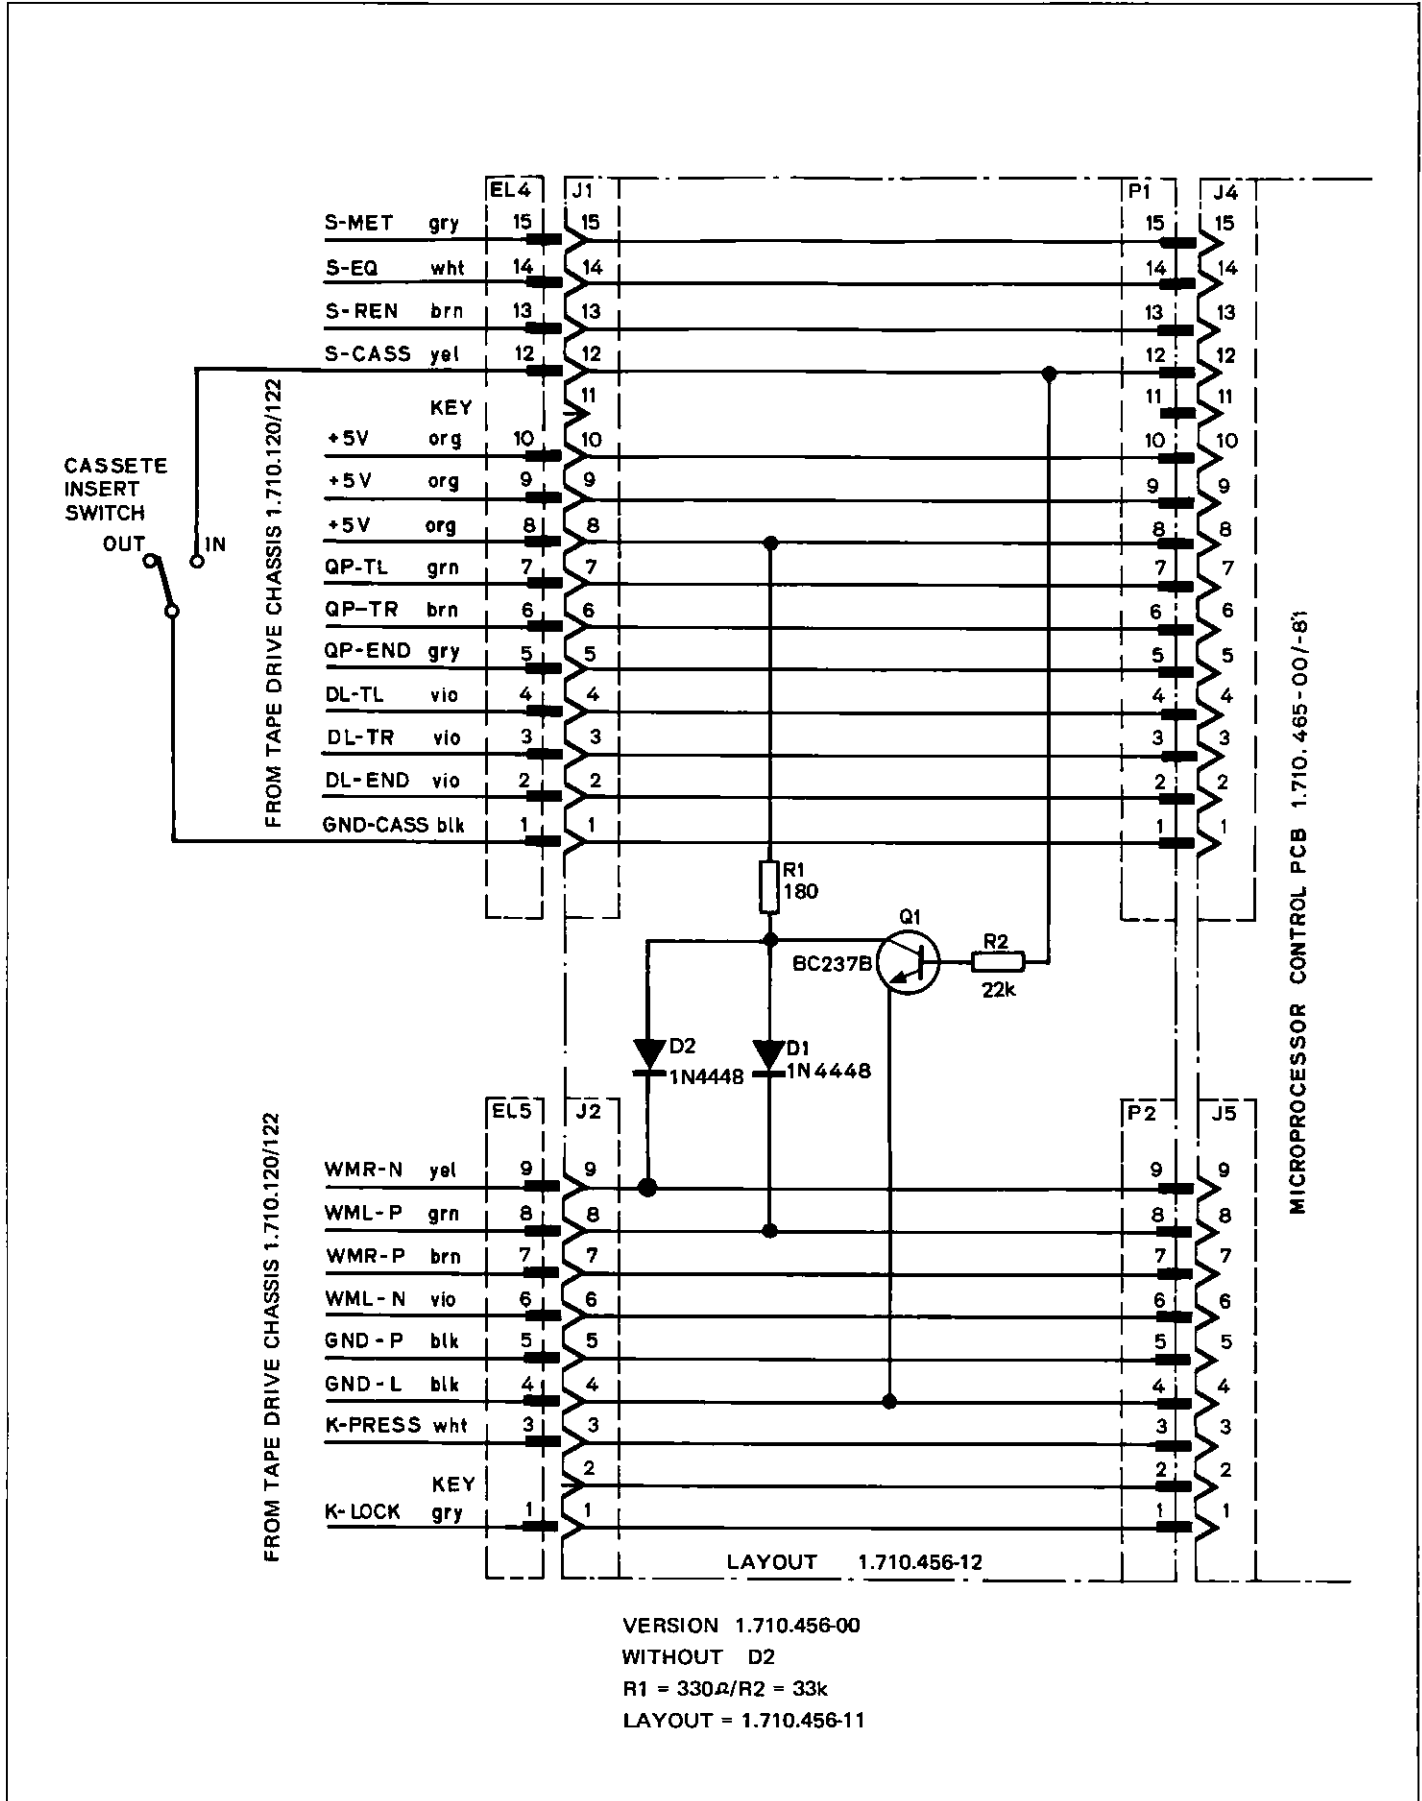 EL4 J1 P1 J4
S-MET gry 15 15 15 15
S-EQ wht 14 14 14 14
S-REN brn 13 13 13 13
S-CASS yel 12 12 12 12
KEY 11 11 11
+5V org 10 10 10 10
+5V org 9 9 9 9
+5V org 8 8 8 8
QP-TL grn 7 7 7 7
QP-TR brn 6 6 6 6
QP-END gry 5 5 5 5
DL-TL vio 4 4 4 4
DL-TR vio 3 3 3 3
DL-END vio 2 2 2 2
GND-CASS blk 1 1 1 1
CASSETE
INSERT
SWITCH
OUT IN
FROM TAPE DRIVE CHASSIS 1.710.120/122
R1
180
Q1
BC237B
R2
22k
D2
1N4448
D1
1N4448
MICROPROCESSOR CONTROL PCB 1.710.465-00/-81
EL5 J2 P2 J5
WMR-N yel 9 9 9 9
WML-P grn 8 8 8 8
WMR-P brn 7 7 7 7
WML-N vio 6 6 6 6
GND-P blk 5 5 5 5
GND-L blk 4 4 4 4
K-PRESS wht 3 3 3 3
KEY 2 2 2
K-LOCK gry 1 1 1 1
FROM TAPE DRIVE CHASSIS 1.710.120/122
LAYOUT 1.710.456-12
VERSION 1.710.456-00
WITHOUT D2
R1 = 330Ω/R2 = 33k
LAYOUT = 1.710.456-11